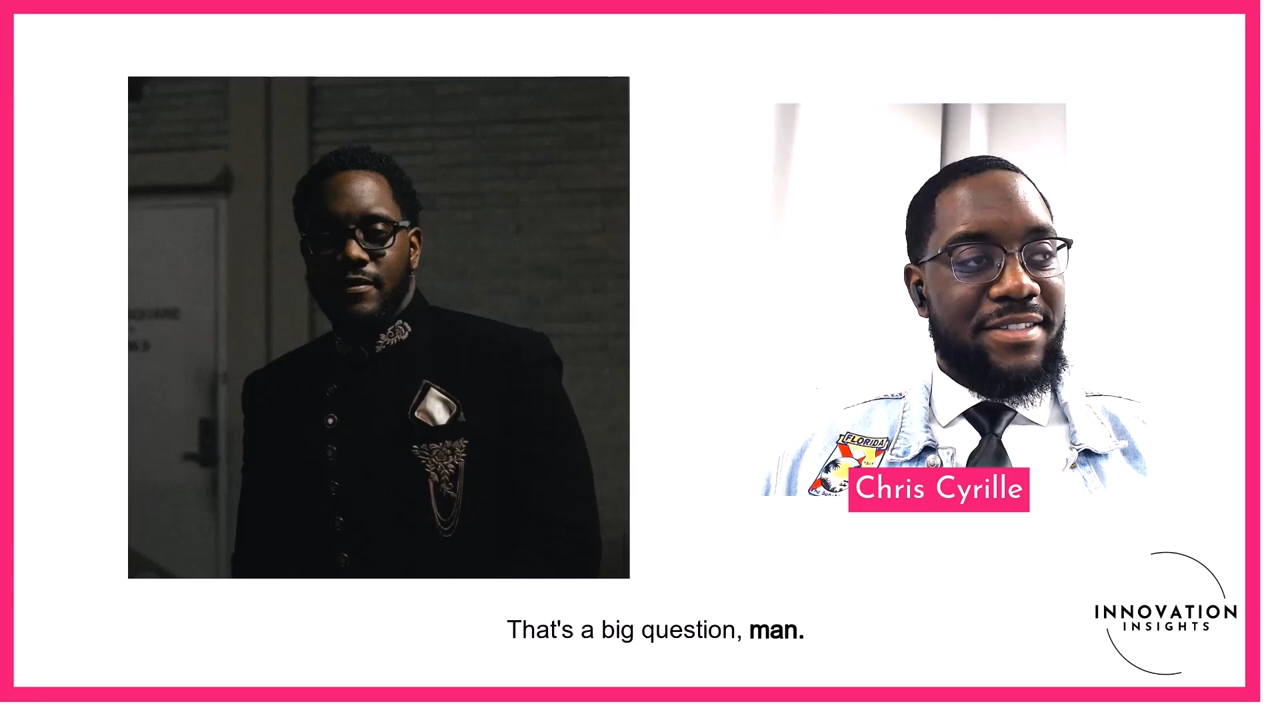 FLORIDA
Chris Cyrille
INNOVATION
INSIGHTS
That's a big question, man.